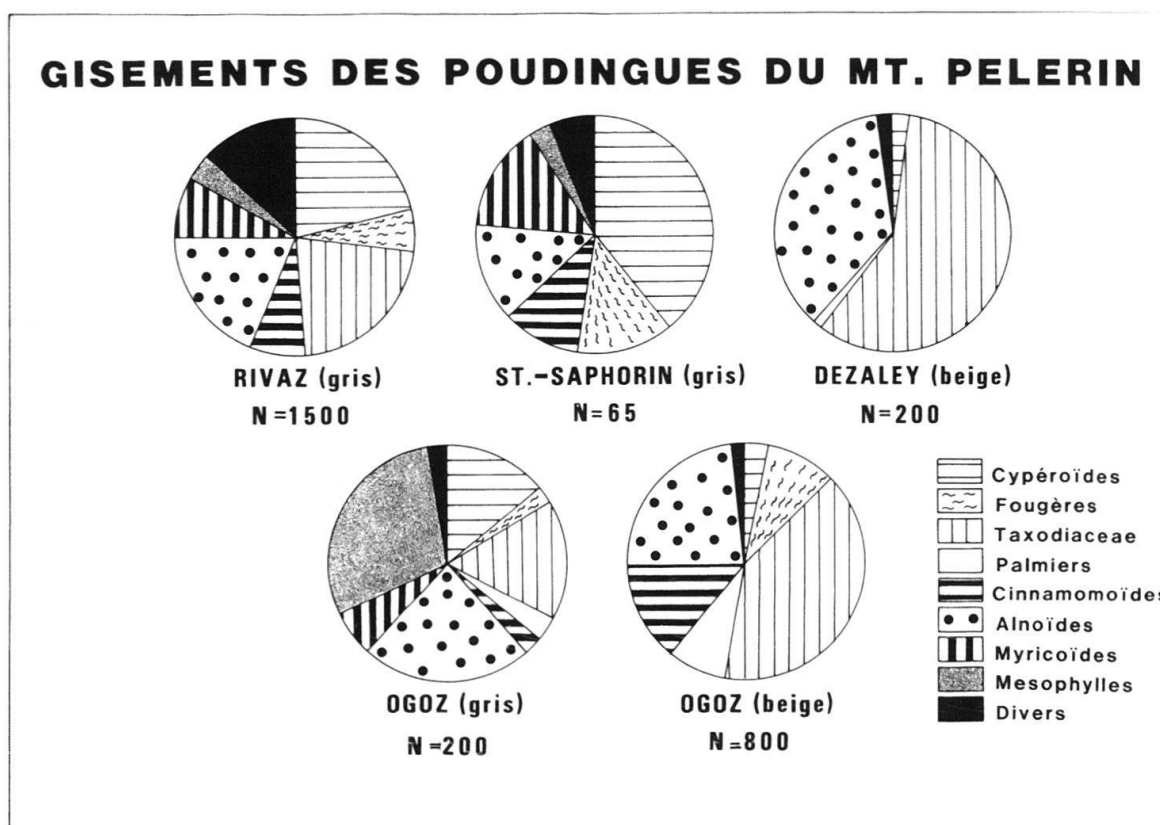 GISEMENTS DES POUDINGUES DU MT. PELERIN
RIVAZ (gris)
N=1500
ST.-SAPHORIN (gris)
N=65
DEZALEY (beige)
N=200
OGOZ (gris)
N=200
OGOZ (beige)
N=800
Cypéroïdes
Fougères
Taxodiaceae
Palmiers
Cinnamomoïdes
Alnoïdes
Myricoïdes
Mesophylles
Divers